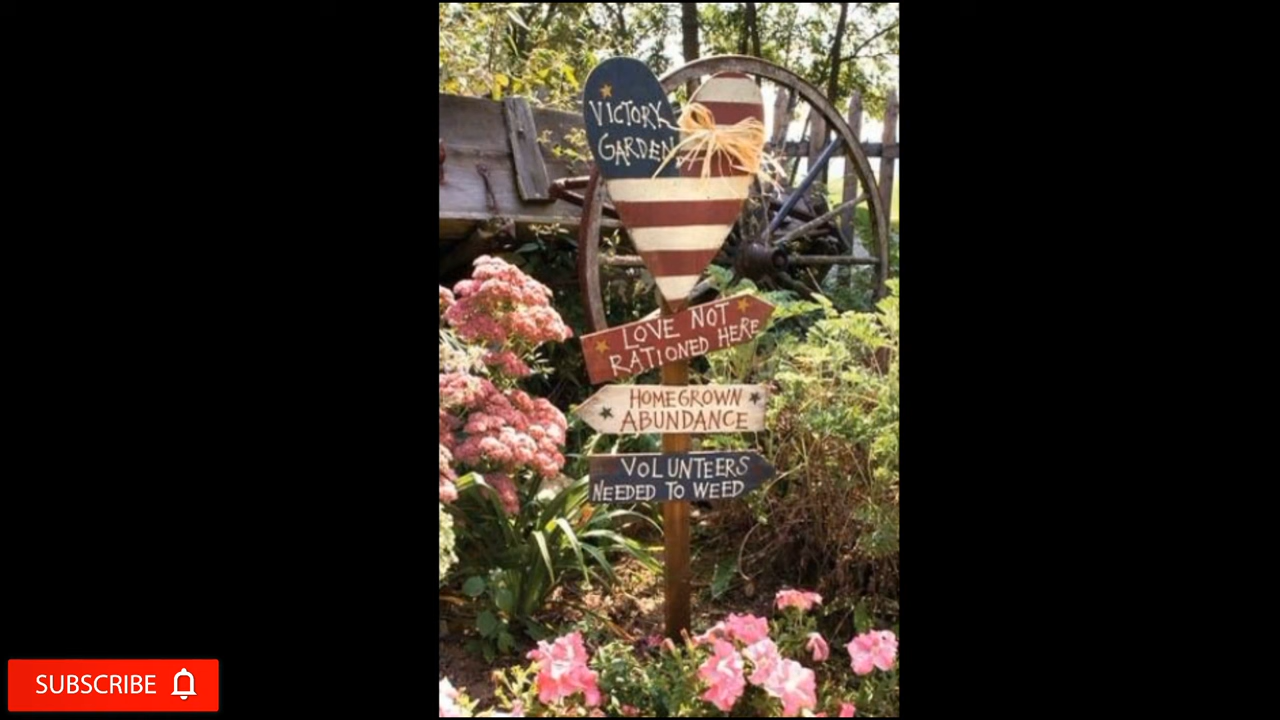 VICTORY
GARDEN
LOVE NOT
RATIONED HERE
HOMEGROWN
ABUNDANCE
VOLUNTEERS
NEEDED TO WEED
SUBSCRIBE